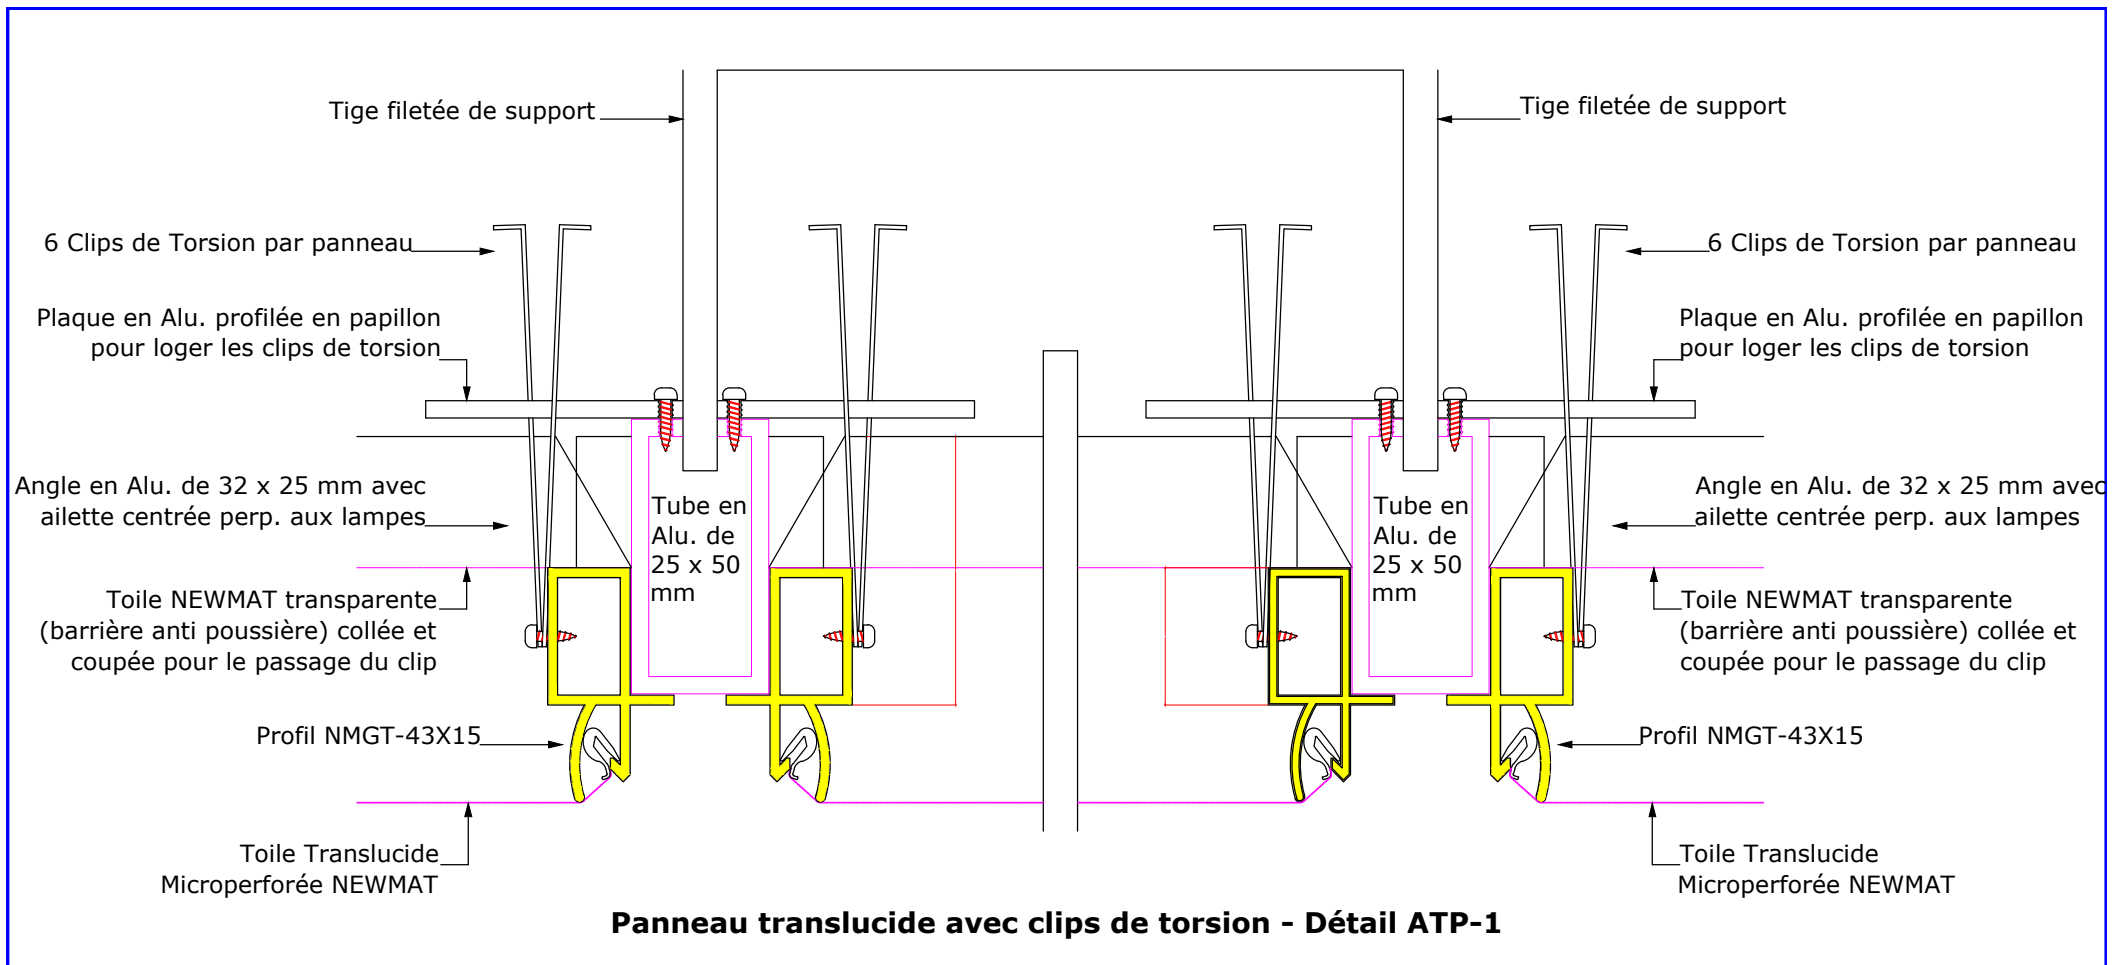 Tige filetée de support
Tige filetée de support
6 Clips de Torsion par panneau
6 Clips de Torsion par panneau
Plaque en Alu. profilée en papillon
pour loger les clips de torsion
Plaque en Alu. profilée en papillon
pour loger les clips de torsion
Angle en Alu. de 32 x 25 mm avec
ailette centrée perp. aux lampes
Tube en
Alu. de
25 x 50
mm
Tube en
Alu. de
25 x 50
mm
Angle en Alu. de 32 x 25 mm avec
ailette centrée perp. aux lampes
Toile NEWMAT transparente
(barrière anti poussière) collée et
coupée pour le passage du clip
Toile NEWMAT transparente
(barrière anti poussière) collée et
coupée pour le passage du clip
Profil NMGT-43X15
Profil NMGT-43X15
Toile Translucide
Microperforée NEWMAT
Toile Translucide
Microperforée NEWMAT
Panneau translucide avec clips de torsion - Détail ATP-1